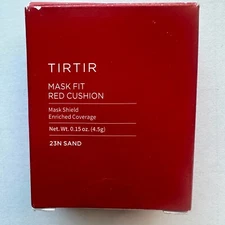 TIRTIR
MASK FIT
RED CUSHION
Mask Shield
Enriched Coverage
Net. Wt. 0.15 oz. (4.5g)
23N SAND